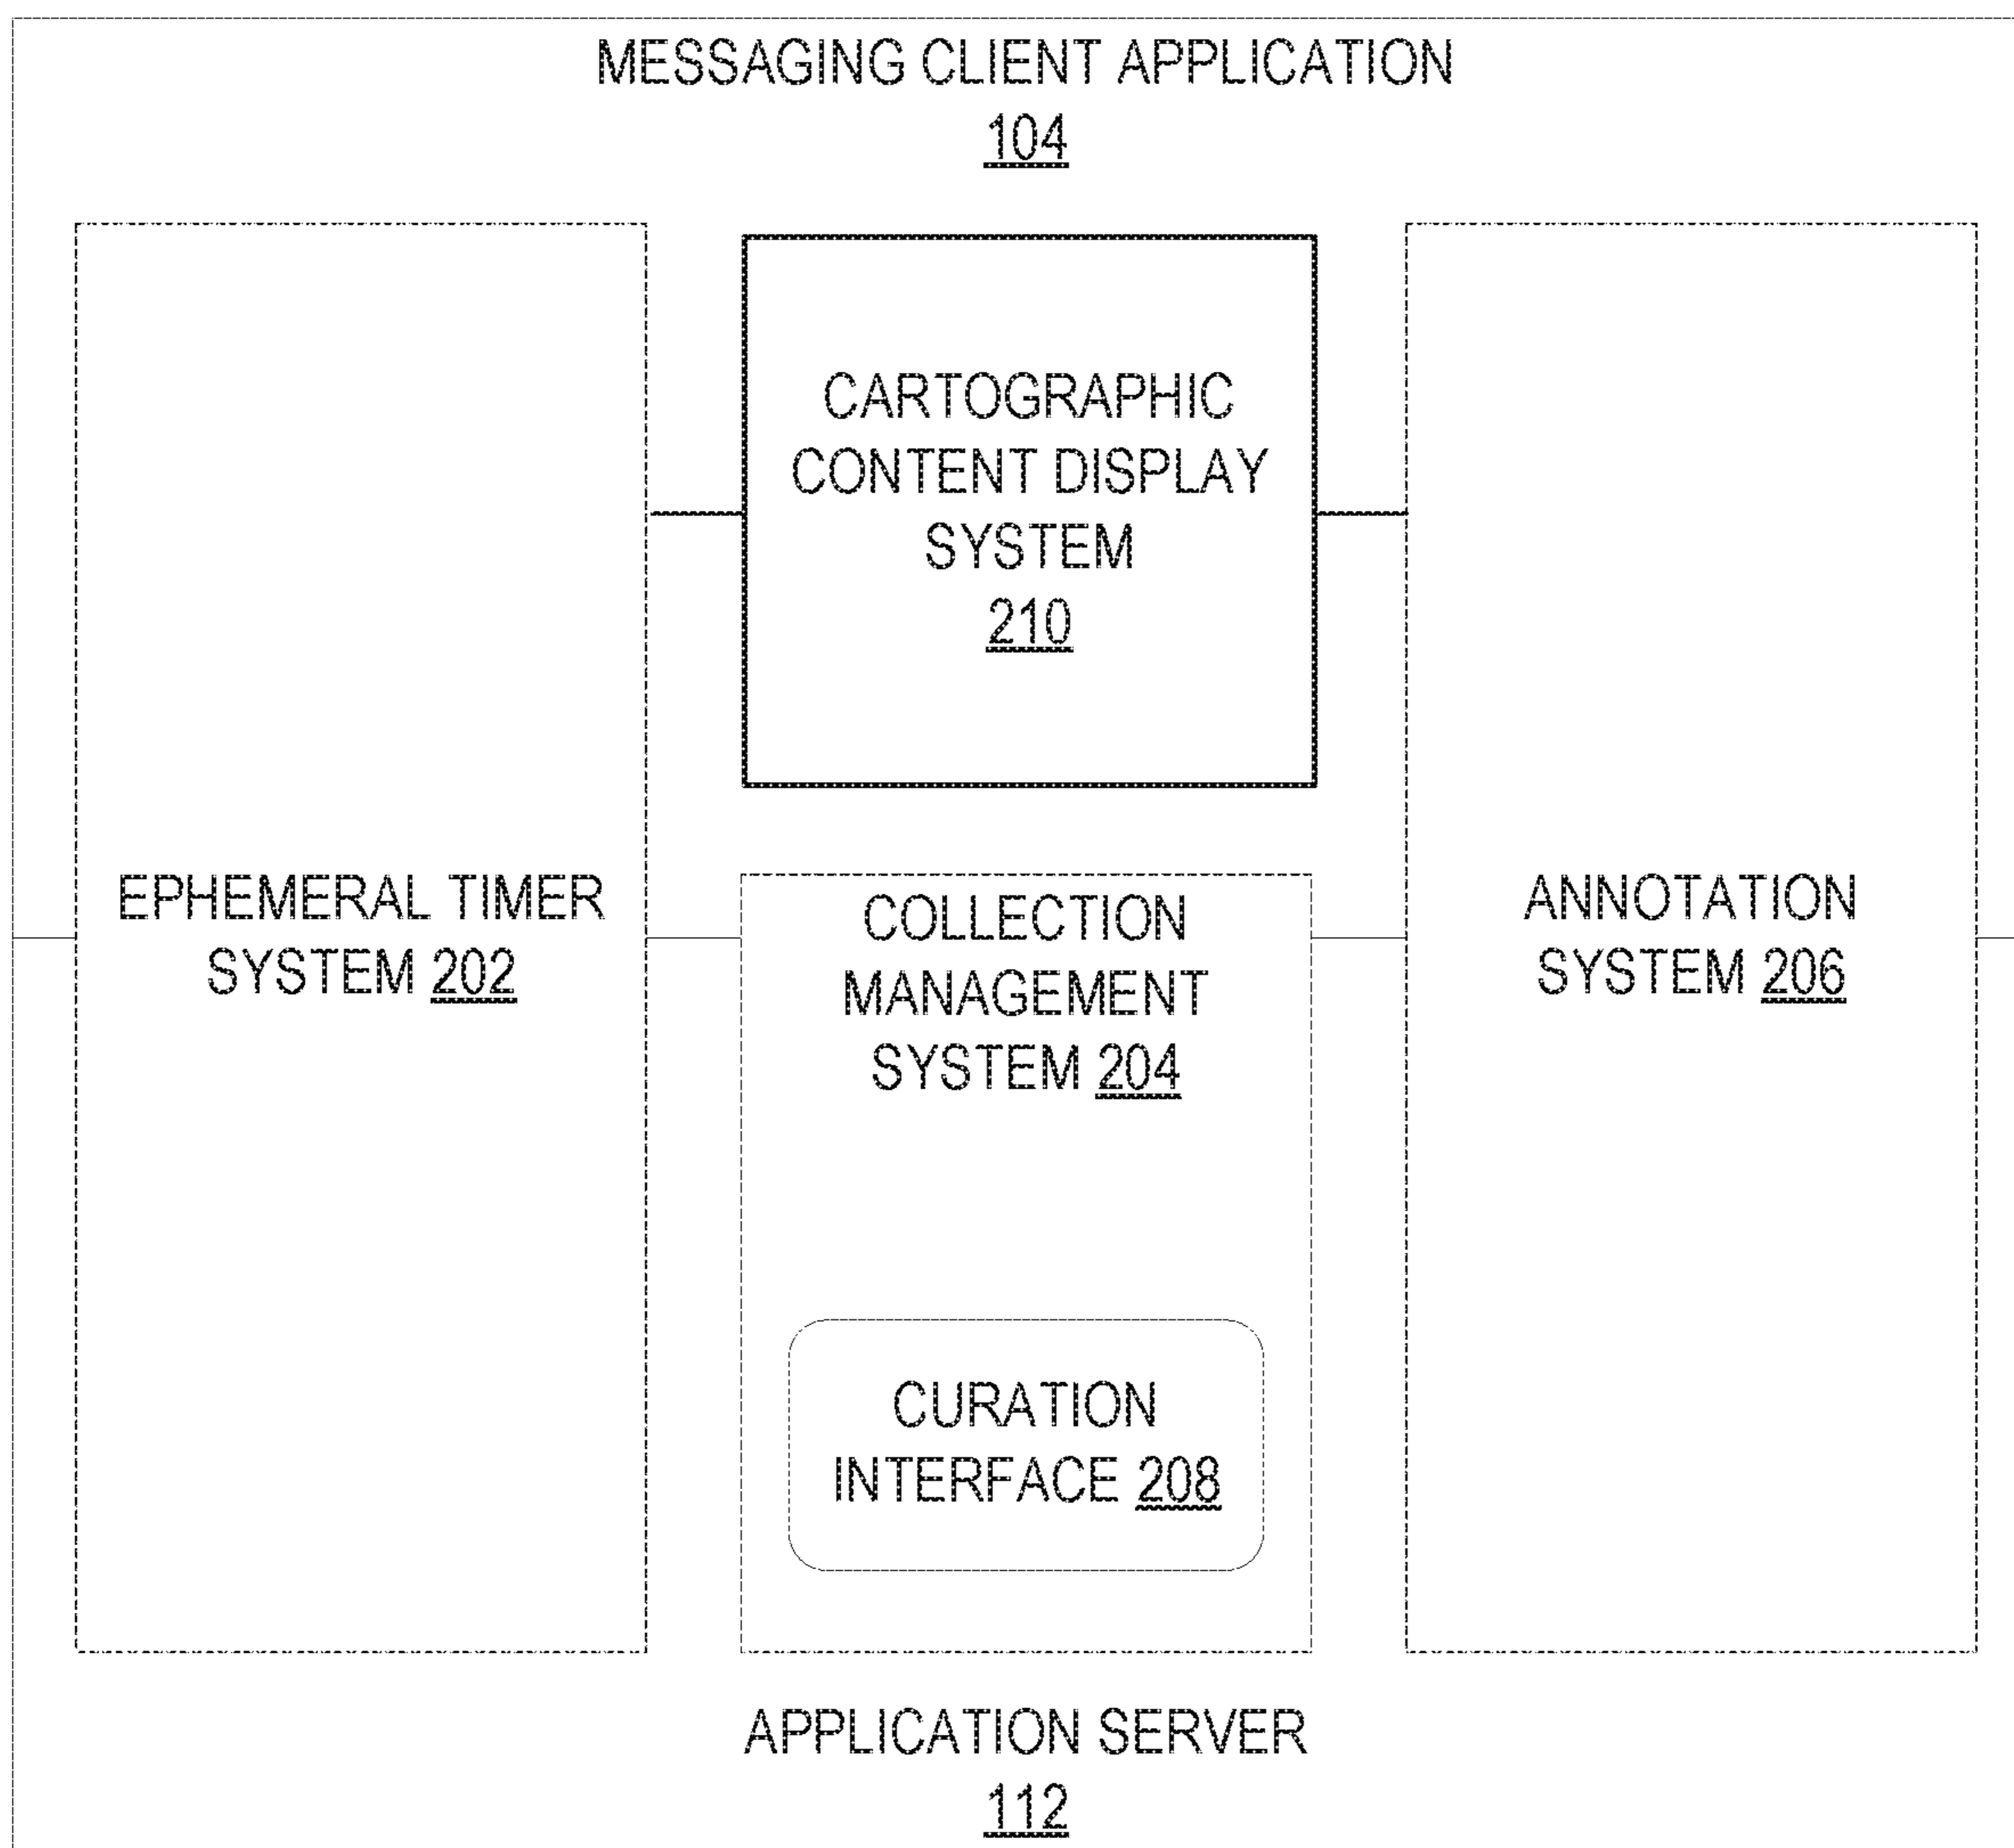 MESSAGING CLIENT APPLICATION
104
CARTOGRAPHIC
CONTENT DISPLAY
SYSTEM
210
EPHEMERAL TIMER
SYSTEM 202
COLLECTION
MANAGEMENT
SYSTEM 204
ANNOTATION
SYSTEM 206
CURATION
INTERFACE 208
APPLICATION SERVER
112